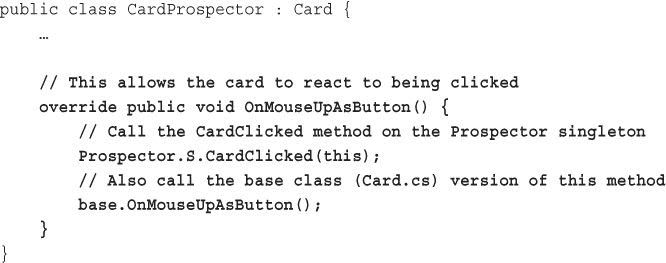 public class CardProspector : Card {
    …
    // This allows the card to react to being clicked
    override public void OnMouseUpAsButton() {
        // Call the CardClicked method on the Prospector singleton
        Prospector.S.CardClicked(this);
        // Also call the base class (Card.cs) version of this method
        base.OnMouseUpAsButton();
    }
}